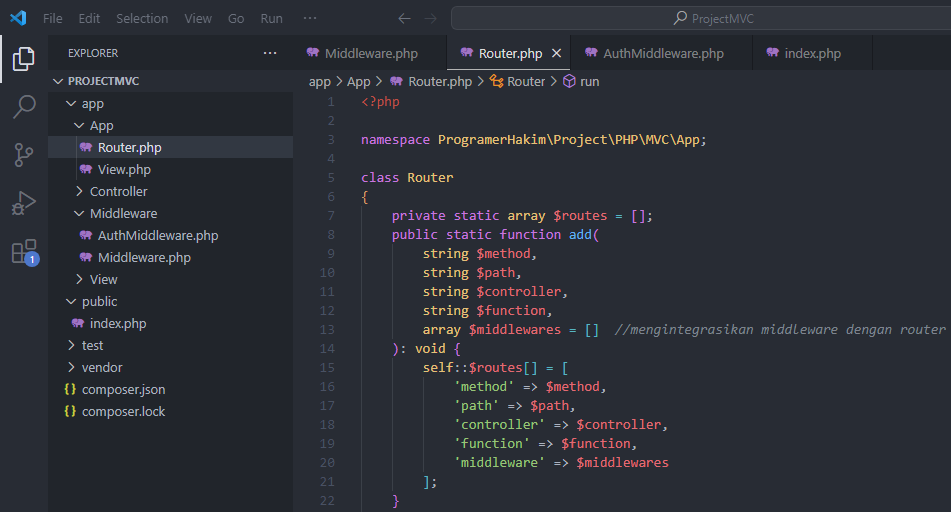 File Edit Selection View Go Run ··· ProjectMVC
EXPLORER ···
PROJECTMVC
app
App
Router.php
View.php
Controller
Middleware
AuthMiddleware.php
Middleware.php
View
public
index.php
test
vendor
{} composer.json
{} composer.lock
1
Middleware.php Router.php AuthMiddleware.php index.php
app > App > Router.php > Router > run
1 <?php
2
3 namespace ProgramerHakim\Project\PHP\MVC\App;
4
5 class Router
6 {
7 private static array $routes = [];
8 public static function add(
9 string $method,
10 string $path,
11 string $controller,
12 string $function,
13 array $middlewares = [] //mengintegrasikan middleware dengan router
14 ): void {
15 self::$routes[] = [
16 'method' => $method,
17 'path' => $path,
18 'controller' => $controller,
19 'function' => $function,
20 'middleware' => $middlewares
21 ];
22 }